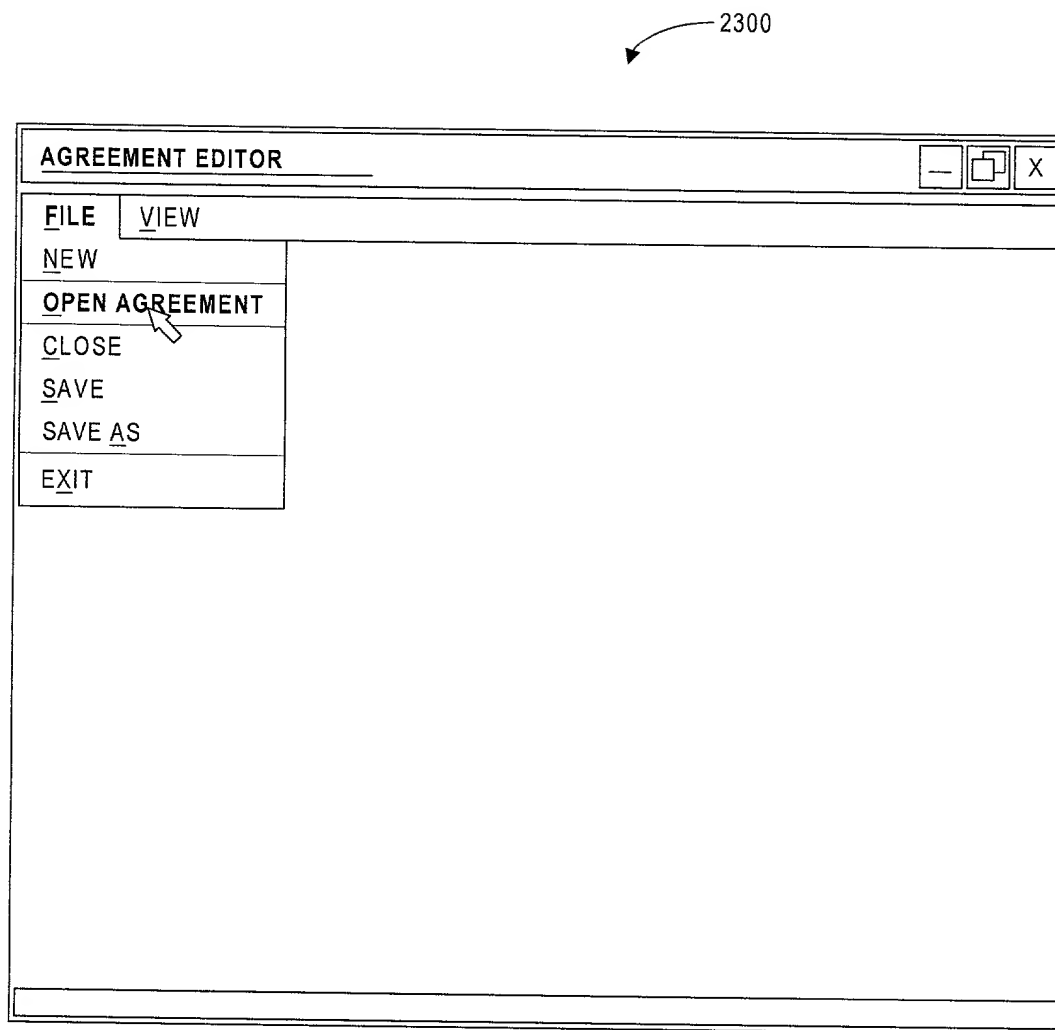 2300
AGREEMENT EDITOR
X
FILE VIEW
NEW
OPEN AGREEMENT
CLOSE
SAVE
SAVE AS
EXIT